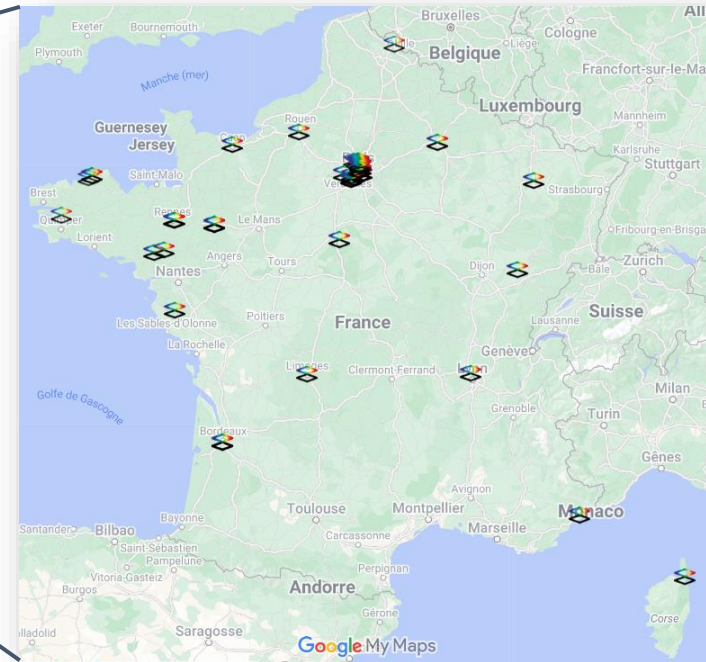 Exeter
Bournemouth
Plymouth
Bruxelles
Cologne
Liège
Belgique
Francfort-sur-le-Ma
Manche (mer)
Luxembourg
Mannheim
Rouen
Guernesey
Jersey
Karlsruhe
Stuttgart
Saint-Malo
Strasbourg
Brest
Rennes
Le Mans
Fribourg-en-Brisga
Lorient
Angers
Tours
Dijon
Zurich
Bâle
Nantes
Suisse
Les Sables-d'Olonne
Poitiers
France
Lausanne
La Rochelle
Genève
Limoges
Clermont-Ferrand
Lyon
Milan
Golfe de Gascogne
Grenoble
Turin
Bordeaux
Gênes
Avignon
Monaco
Toulouse
Montpellier
Bayonne
Marseille
Santander
Bilbao
Carcassonne
Saint-Sébastien
Pampelune
Vitoria-Gasteiz
Perpignan
Burgos
Andorre
Gérone
Corse
lladolid
Saragosse
Google My Maps